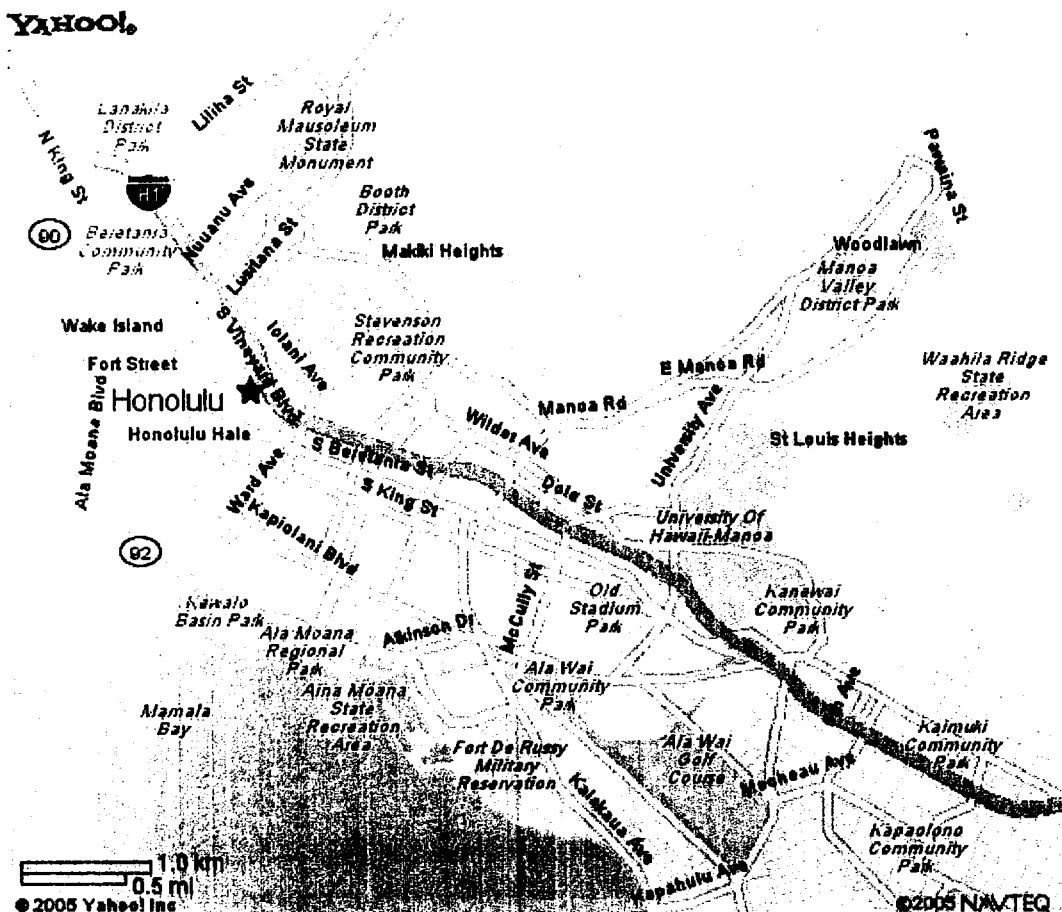 YAHOO!
Liliha St
Lanakila
District
Park
Royal
Mausoleum
State
Monument
N King St
H1
Pawaina St
Booth
District
Park
Nuuanu Ave
Lusitana St
90
Beretania
Community
Park
Makiki Heights
Woodlawn
Manoa
Valley
District Park
Wake Island
S Vineyard Blvd
Iolani Ave
Stevenson
Recreation
Community
Park
Fort Street
E Manoa Rd
Waahila Ridge
State
Recreation
Area
Ala Moana Blvd
Honolulu
Manoa Rd
University Ave
Wilder Ave
Honolulu Hale
St Louis Heights
S Beretania St
Ward Ave
S King St
Dole St
Kapiolani Blvd
University Of
Hawaii-Manoa
92
McCully St
Old
Stadium
Park
Kanewai
Community
Park
Kewalo
Basin Park
Ala Moana
Regional
Park
Atkinson Dr
Ala Wai
Community
Park
Ave
Mamala
Bay
Aina Moana
State
Recreation
Area
Fort De Russy
Military
Reservation
Ala Wai
Golf
Course
Kaimuki
Community
Park
Kalakaua Ave
Kapaolono
Community
Park
Kapahulu Ave
1.0 km
0.5 mi
© 2005 Yahoo! Inc
©2005 NAVTEQ